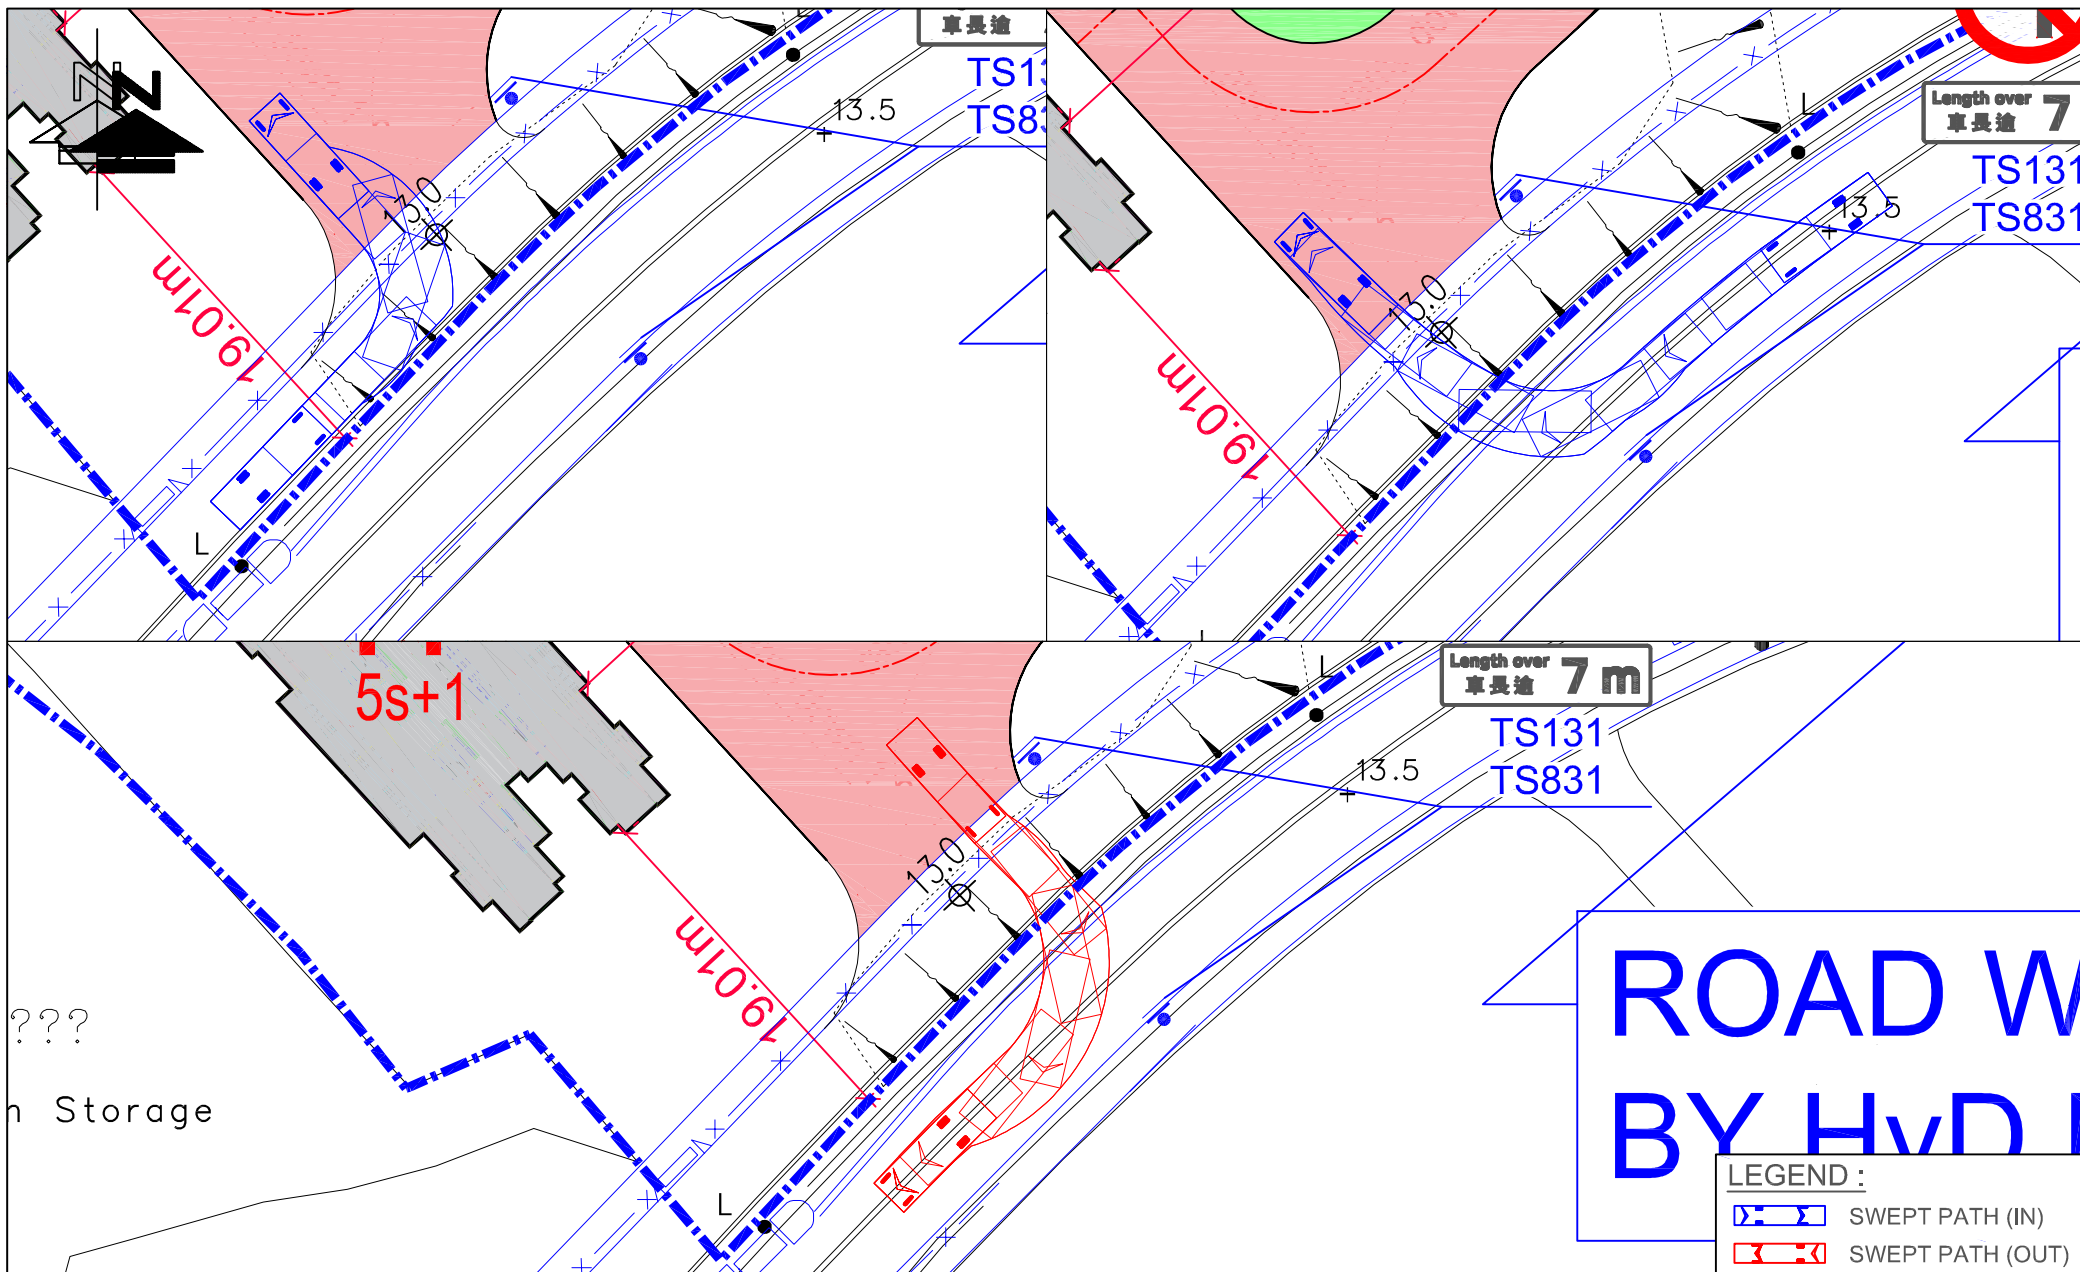 N
車長逾
13.5
13.0
19.01m
L
L
Length over 7
車長逾
TS131
TS831
13.5
13.0
19.01m
L
5s+1
Length over 7 m
車長逾
TS131
TS831
13.5
13.0
19.01m
L
L
???
Storage
ROAD
BY HyD
LEGEND :
SWEPT PATH (IN)
SWEPT PATH (OUT)